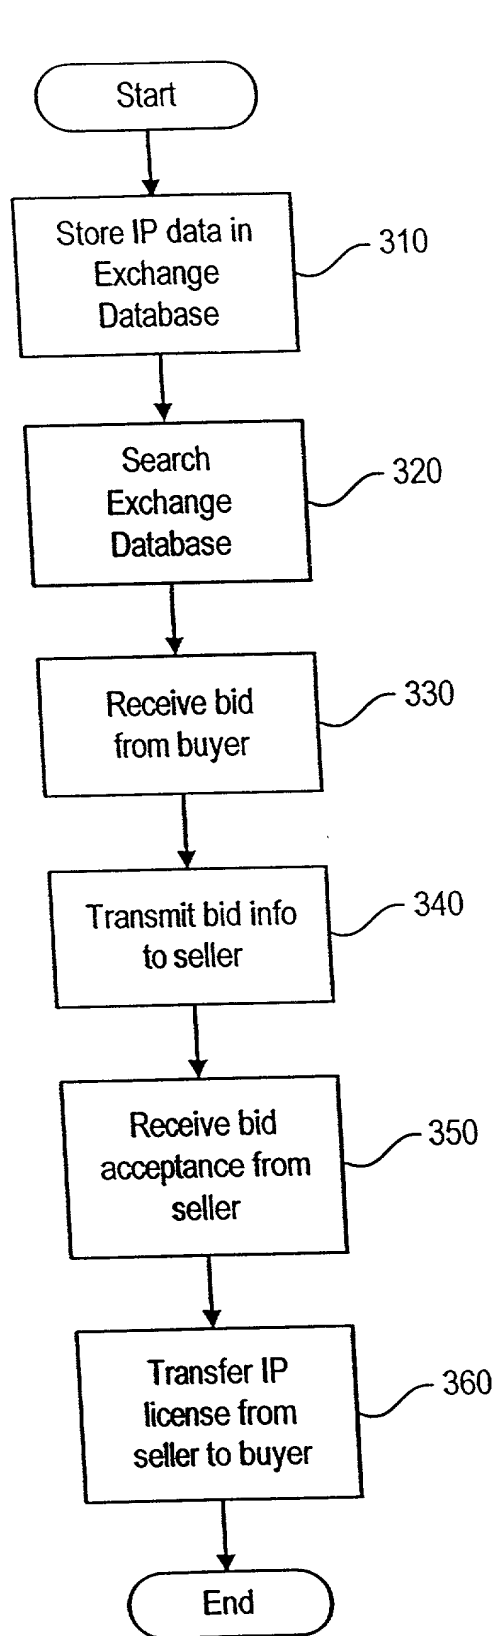 Start
Store IP data in
Exchange
Database
310
Search
Exchange
Database
320
Receive bid
from buyer
330
Transmit bid info
to seller
340
Receive bid
acceptance from
seller
350
Transfer IP
license from
seller to buyer
360
End